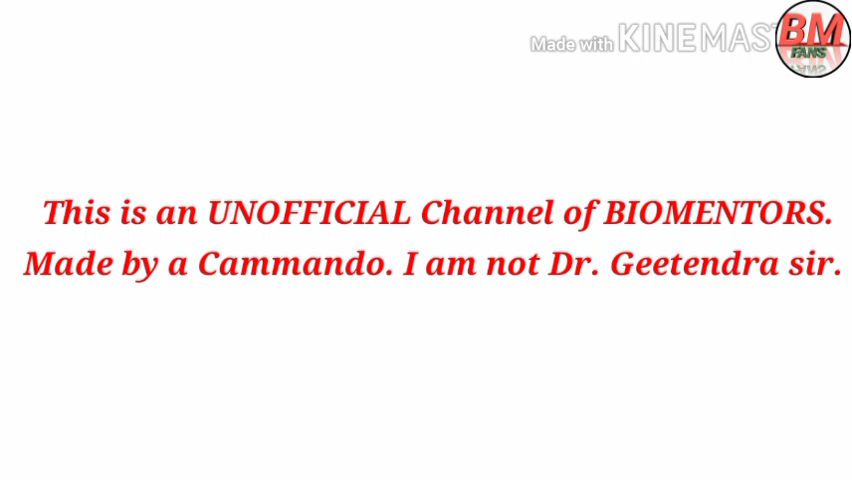 Made with KINEMAS
BM
FANS
This is an UNOFFICIAL Channel of BIOMENTORS.
Made by a Cammando. I am not Dr. Geetendra sir.